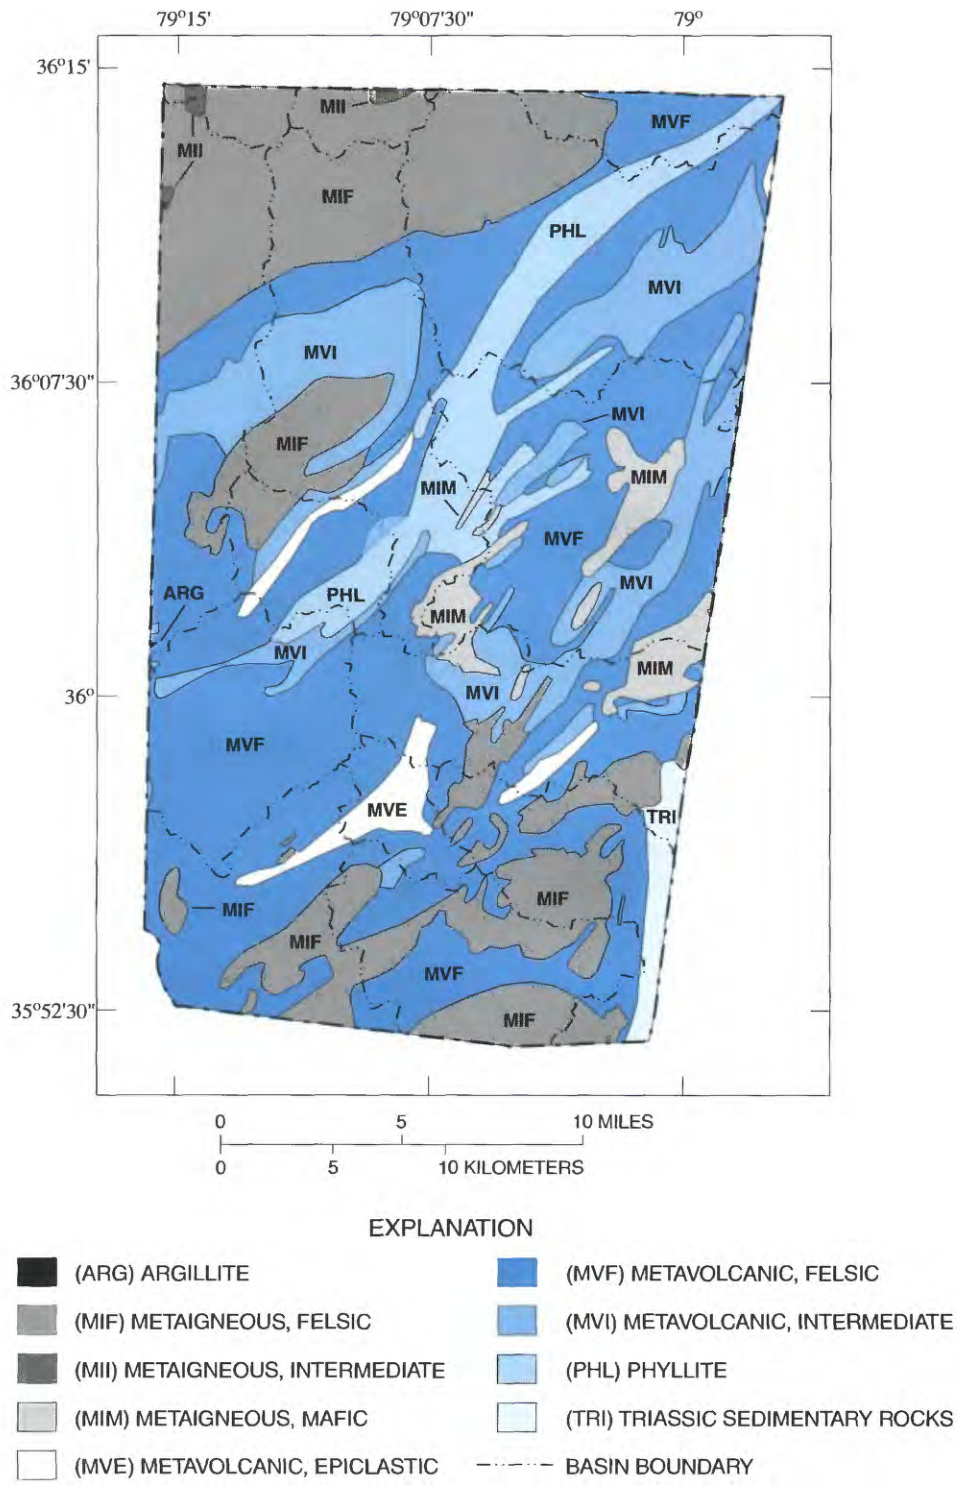 79°15' 79°07'30" 79°
36°15'
MII
MVF
MII
MIF
PHL
MVI
MVI
36°07'30"
MVI
MIF
MIM
MIM
MVF
MVI
ARG
PHL
MIM
MVI
MIM
MVI
36°
MVF
MVE
TRI
MIF
MIF
MIF
MVF
35°52'30"
MIF
0 5 10 MILES
0 5 10 KILOMETERS
EXPLANATION
(ARG) ARGILLITE
(MIF) METAIGNEOUS, FELSIC
(MII) METAIGNEOUS, INTERMEDIATE
(MIM) METAIGNEOUS, MAFIC
(MVE) METAVOLCANIC, EPICLASTIC
(MVF) METAVOLCANIC, FELSIC
(MVI) METAVOLCANIC, INTERMEDIATE
(PHL) PHYLLITE
(TRI) TRIASSIC SEDIMENTARY ROCKS
BASIN BOUNDARY